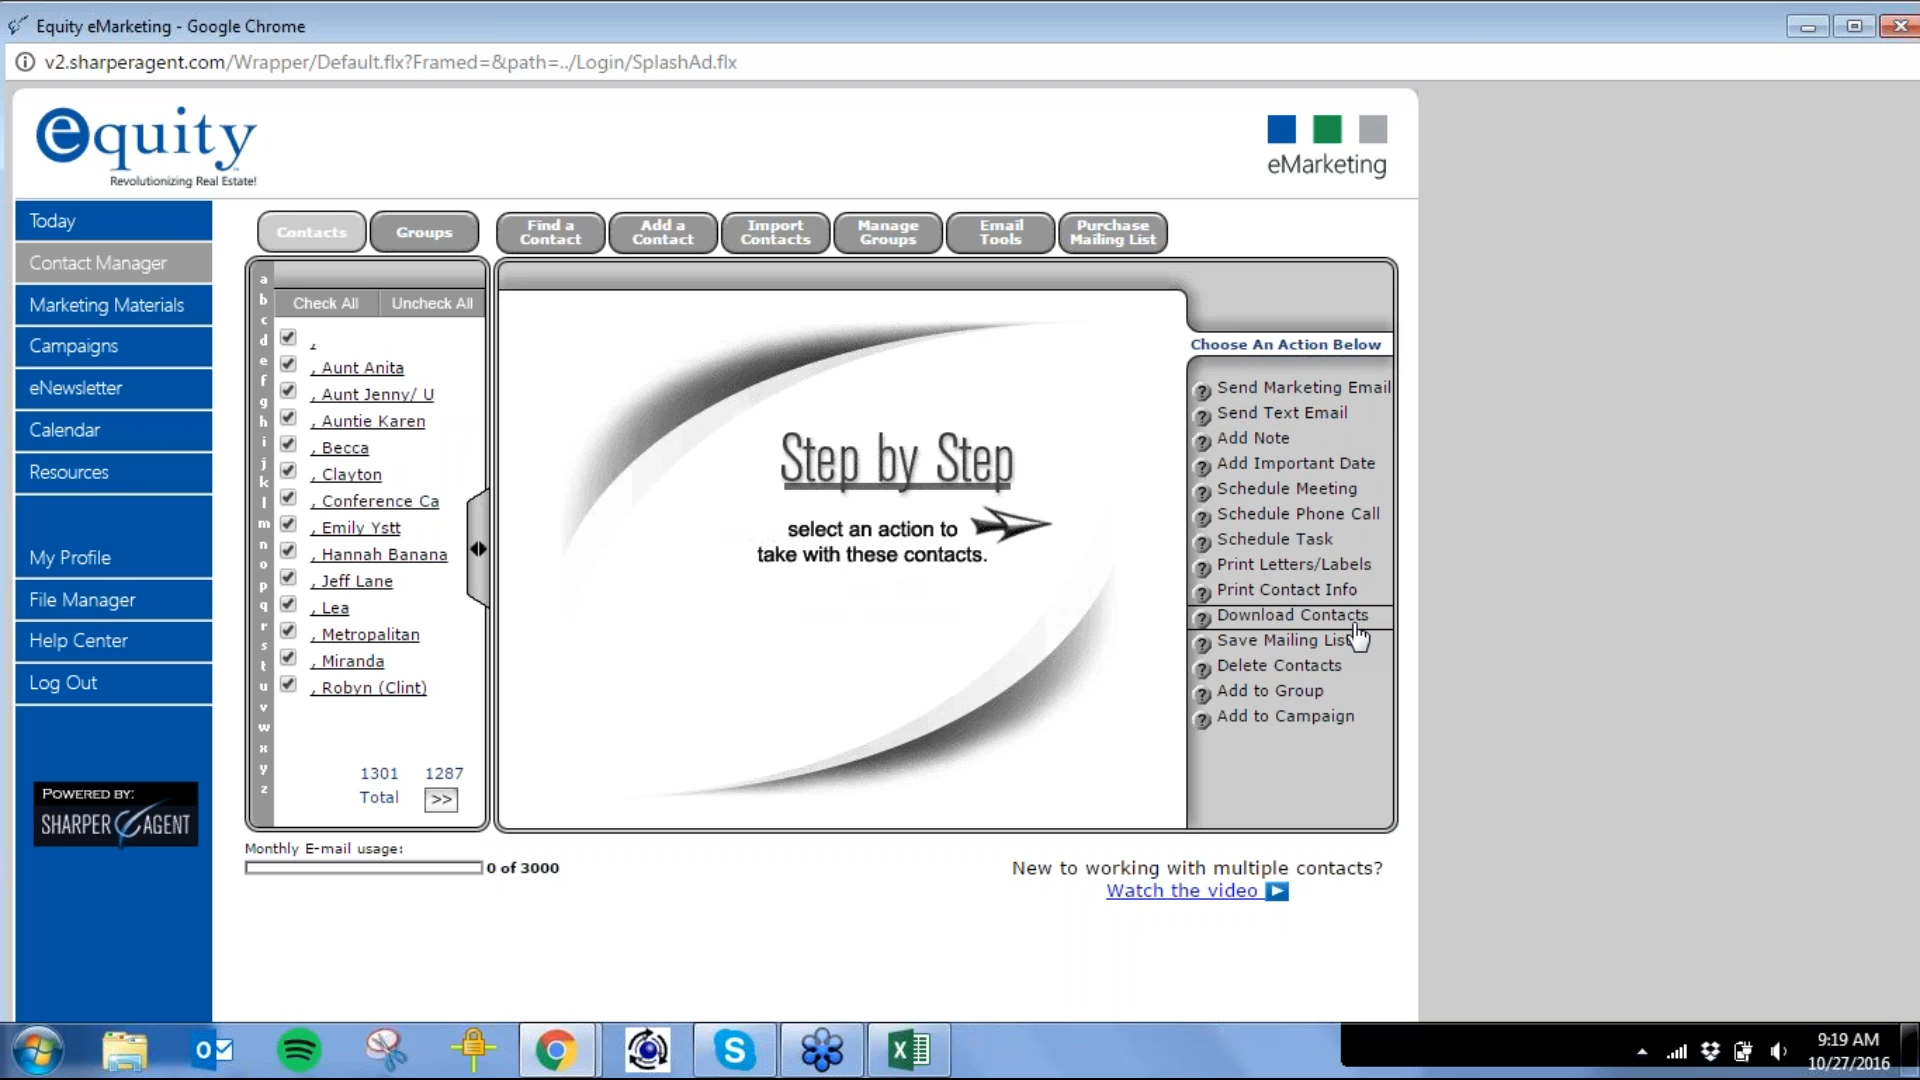 Equity eMarketing - Google Chrome
v2.sharperagent.com/Wrapper/Default.flx?Framed=&path=../Login/SplashAd.flx
equity
Revolutionizing Real Estate!
eMarketing
Today
Contact Manager
Marketing Materials
Campaigns
eNewsletter
Calendar
Resources
My Profile
File Manager
Help Center
Log Out
POWERED BY:
SHARPER AGENT
Contacts
Groups
Find a
Contact
Add a
Contact
Import
Contacts
Manage
Groups
Email
Tools
Purchase
Mailing List
a
b
c
d
e
f
g
h
i
j
k
l
m
n
o
p
q
r
s
t
u
v
w
x
y
z
Check All
Uncheck All
,
, Aunt Anita
, Aunt Jenny/ U
, Auntie Karen
, Becca
, Clayton
, Conference Ca
, Emily Ystt
, Hannah Banana
, Jeff Lane
, Lea
, Metropolitan
, Miranda
, Robyn (Clint)
1301 1287
Total >>
Step by Step
select an action to
take with these contacts.
Choose An Action Below
Send Marketing Email
Send Text Email
Add Note
Add Important Date
Schedule Meeting
Schedule Phone Call
Schedule Task
Print Letters/Labels
Print Contact Info
Download Contacts
Save Mailing List
Delete Contacts
Add to Group
Add to Campaign
Monthly E-mail usage:
0 of 3000
New to working with multiple contacts?
Watch the video
9:19 AM
10/27/2016